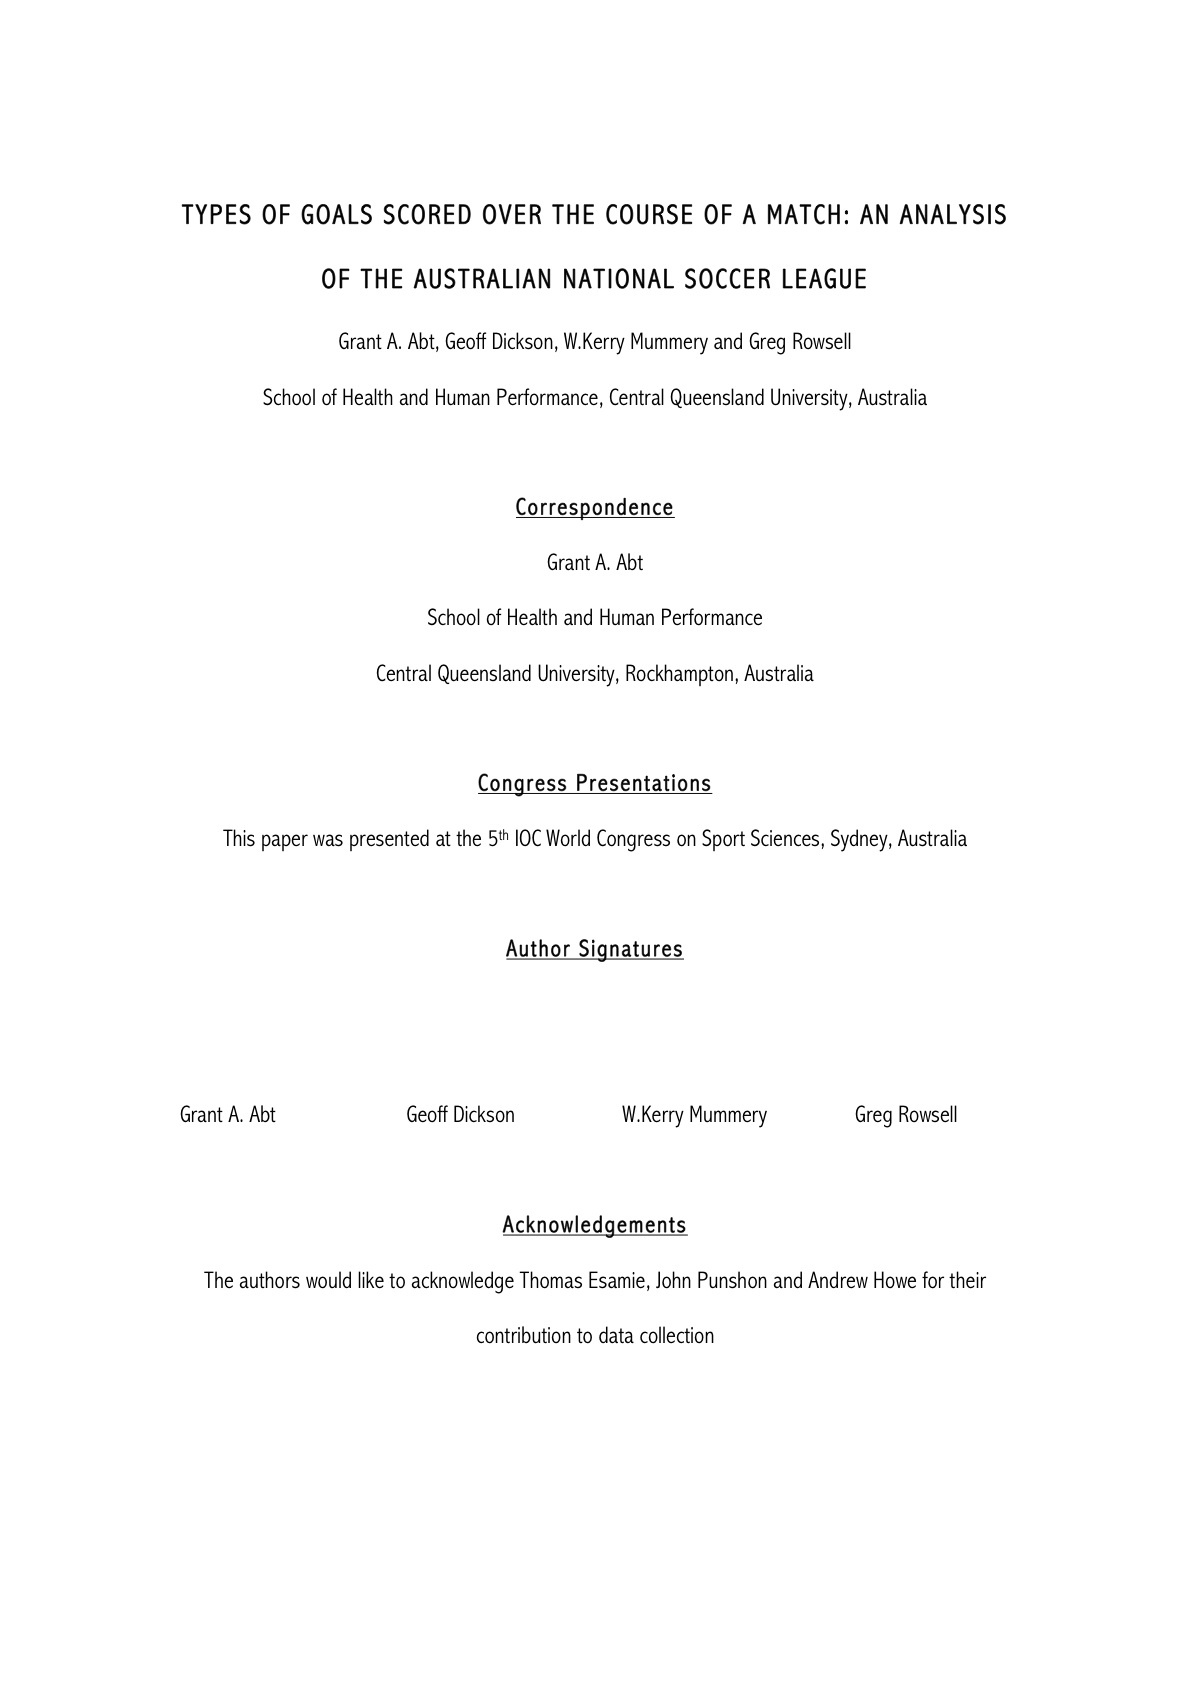 TYPES OF GOALS SCORED OVER THE COURSE OF A MATCH: AN ANALYSIS
OF THE AUSTRALIAN NATIONAL SOCCER LEAGUE
Grant A. Abt, Geoff Dickson, W.Kerry Mummery and Greg Rowsell
School of Health and Human Performance, Central Queensland University, Australia
Correspondence
Grant A. Abt
School of Health and Human Performance
Central Queensland University, Rockhampton, Australia
Congress Presentations
This paper was presented at the 5th IOC World Congress on Sport Sciences, Sydney, Australia
Author Signatures
Grant A. Abt Geoff Dickson W.Kerry Mummery Greg Rowsell
Acknowledgements
The authors would like to acknowledge Thomas Esamie, John Punshon and Andrew Howe for their
contribution to data collection